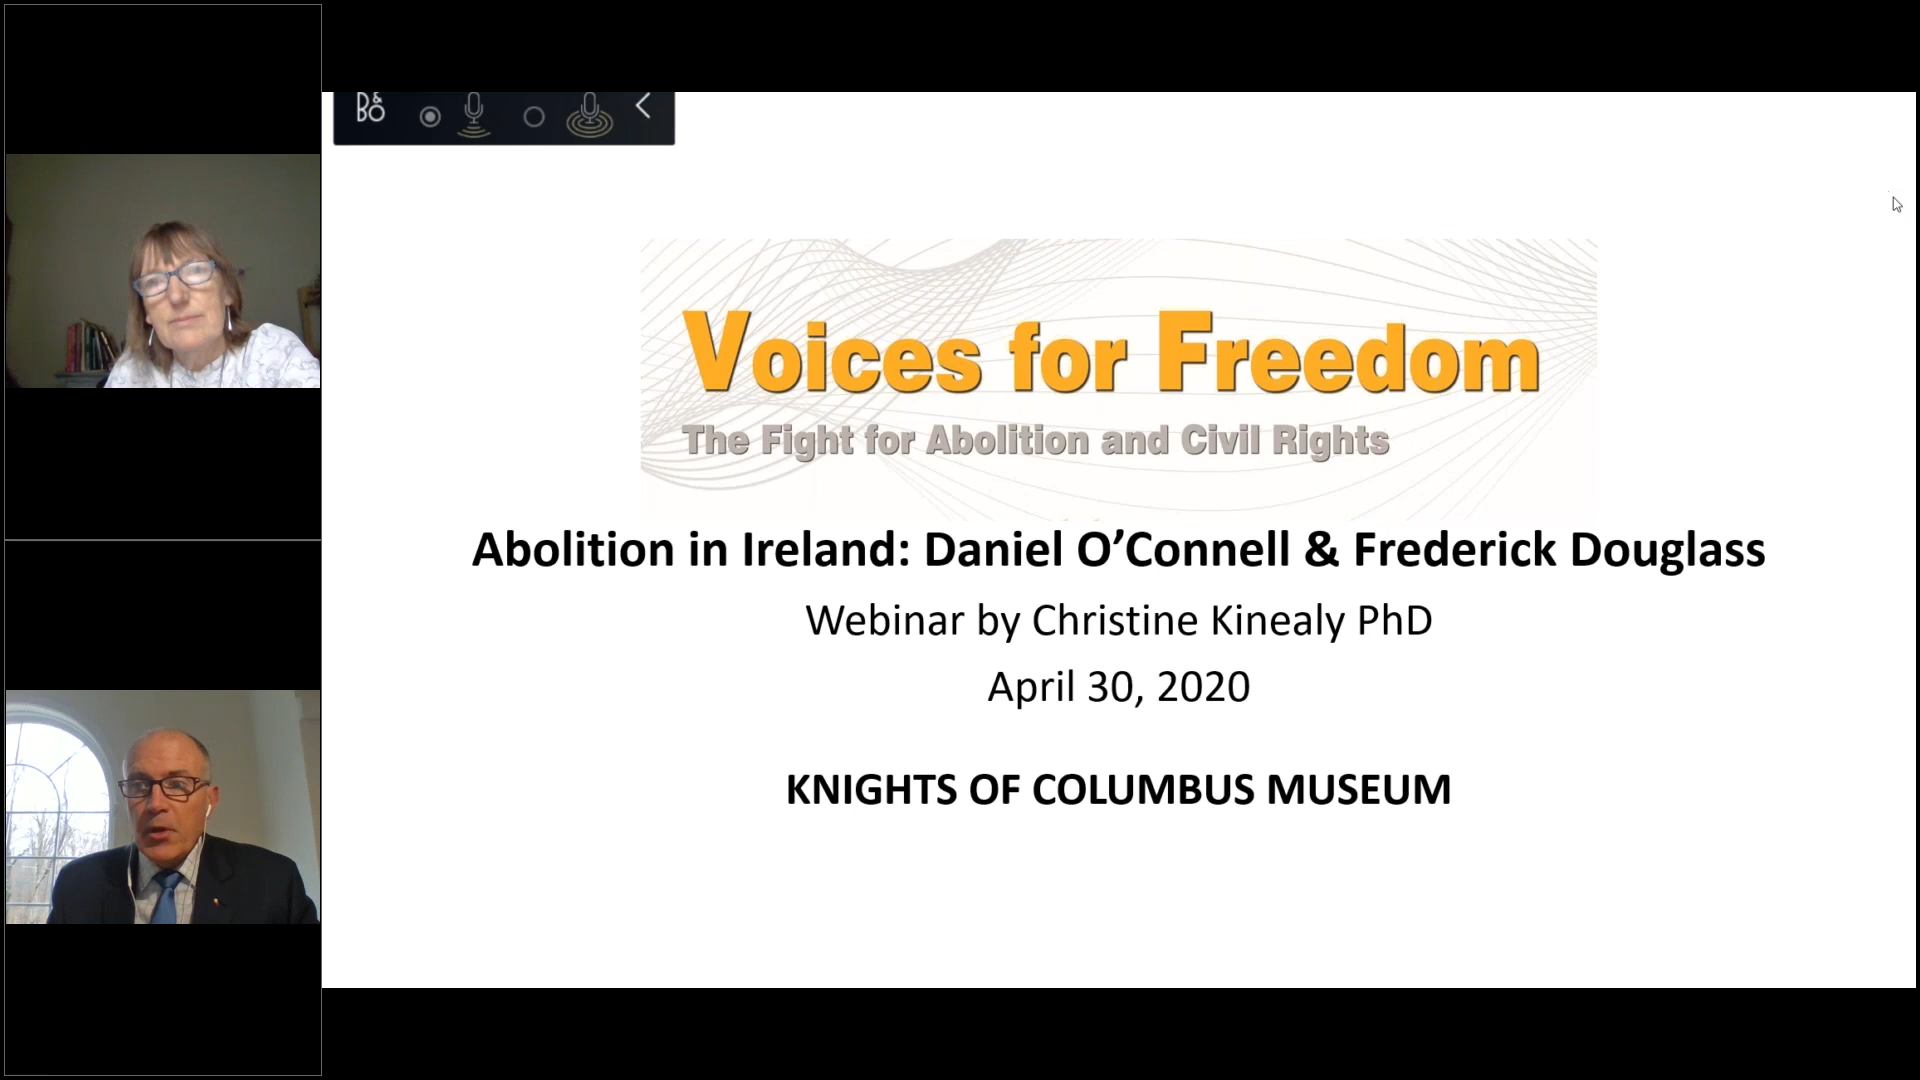 B&O
Voices for Freedom
The Fight for Abolition and Civil Rights
Abolition in Ireland: Daniel O’Connell & Frederick Douglass
Webinar by Christine Kinealy PhD
April 30, 2020
KNIGHTS OF COLUMBUS MUSEUM